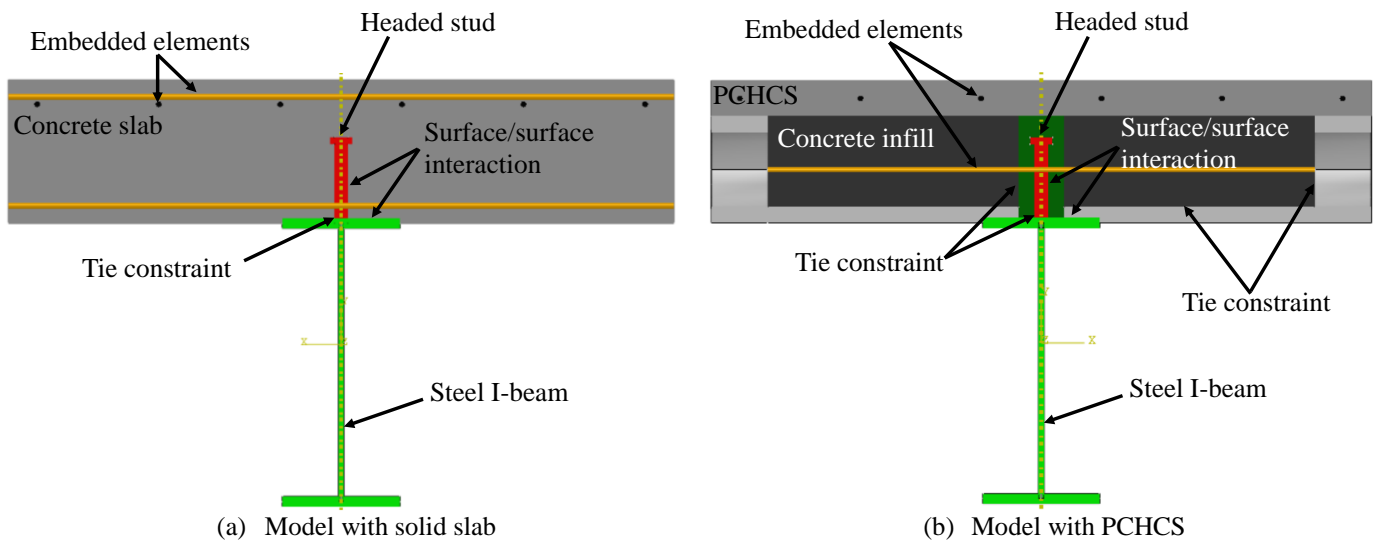 Embedded elements
Headed stud
Concrete slab
Surface/surface
interaction
Tie constraint
Y
X
Z
Steel I-beam
(a) Model with solid slab
Embedded elements
Headed stud
PCHCS
Concrete infill
Surface/surface
interaction
Tie constraint
Tie constraint
Y
Z
X
Steel I-beam
(b) Model with PCHCS